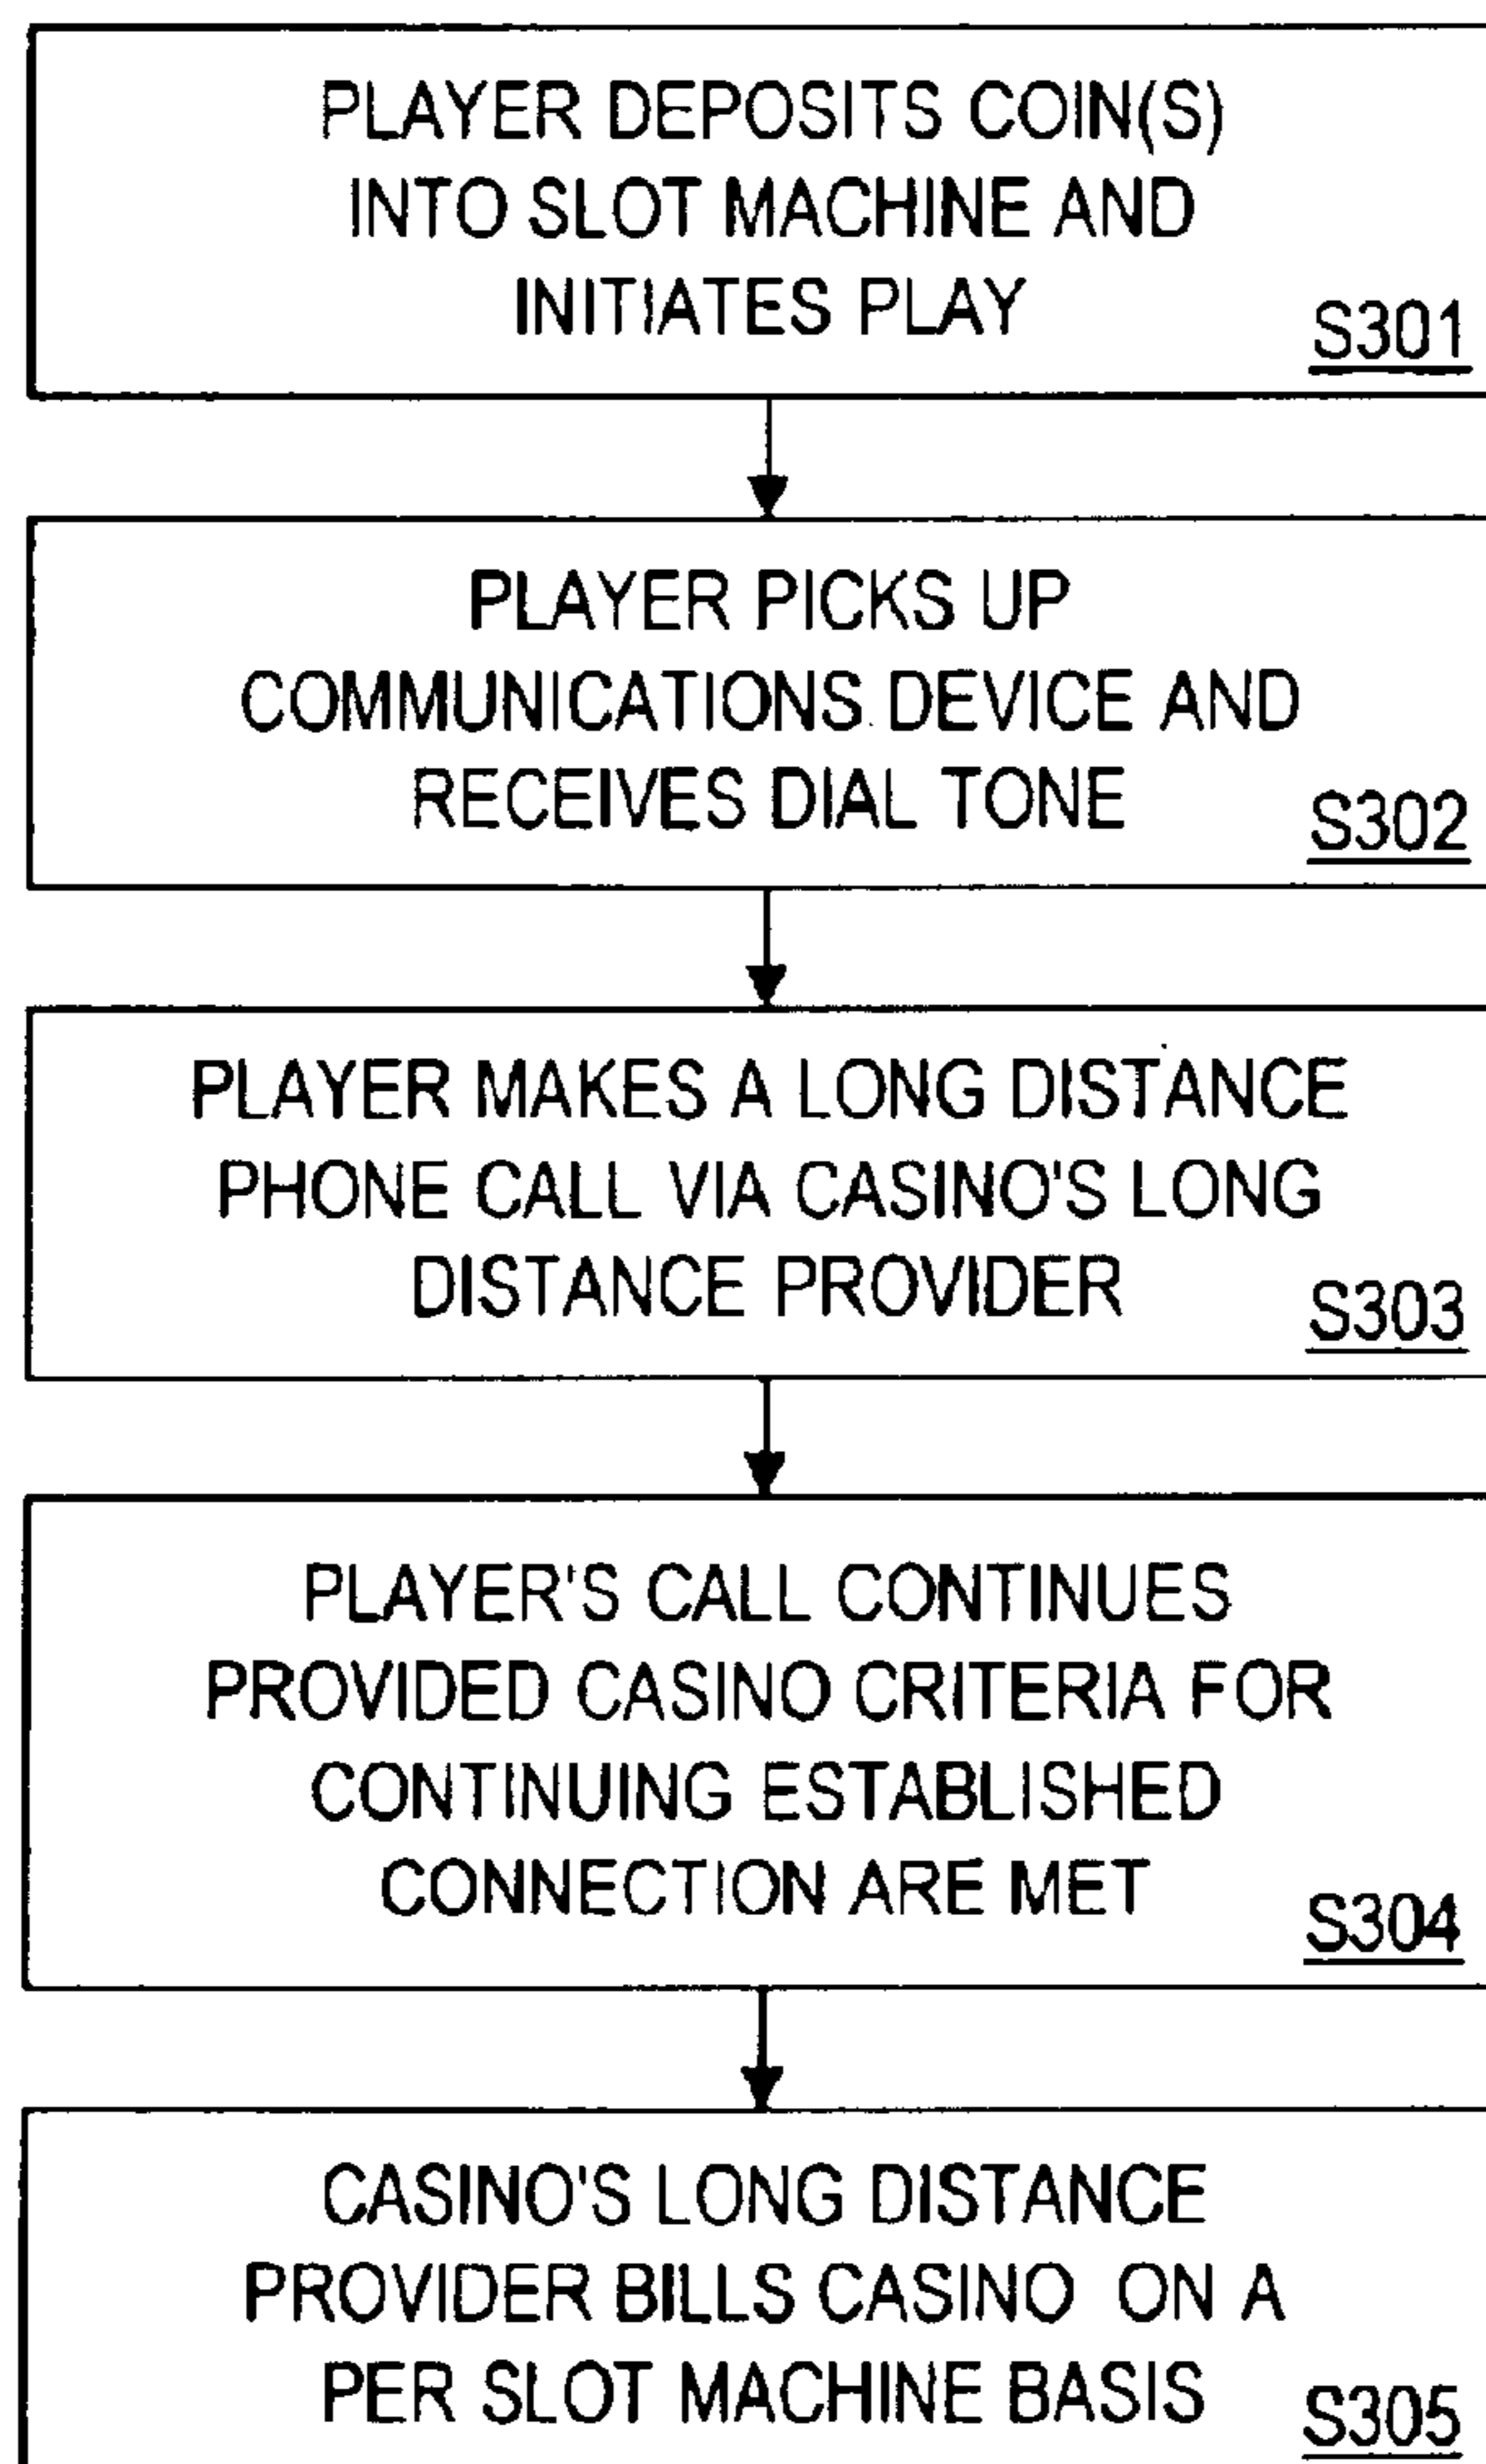 PLAYER DEPOSITS COIN(S)
INTO SLOT MACHINE AND
INITIATES PLAY
S301
PLAYER PICKS UP
COMMUNICATIONS DEVICE AND
RECEIVES DIAL TONE
S302
PLAYER MAKES A LONG DISTANCE
PHONE CALL VIA CASINO'S LONG
DISTANCE PROVIDER
S303
PLAYER'S CALL CONTINUES
PROVIDED CASINO CRITERIA FOR
CONTINUING ESTABLISHED
CONNECTION ARE MET
S304
CASINO'S LONG DISTANCE
PROVIDER BILLS CASINO ON A
PER SLOT MACHINE BASIS
S305